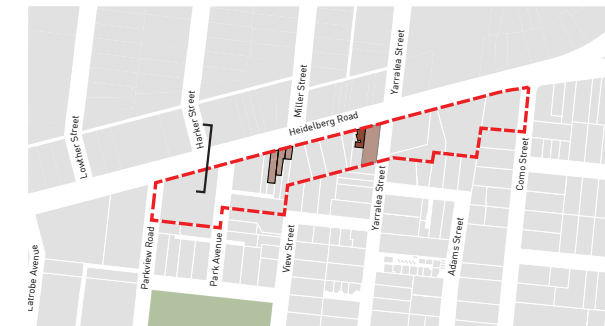 Yarralea Street
Miller Street
Harker Street
Heidelberg Road
Lowther Street
Como Street
Yarralea Street
Adams Street
View Street
Park Avenue
Parkview Road
Latrobe Avenue